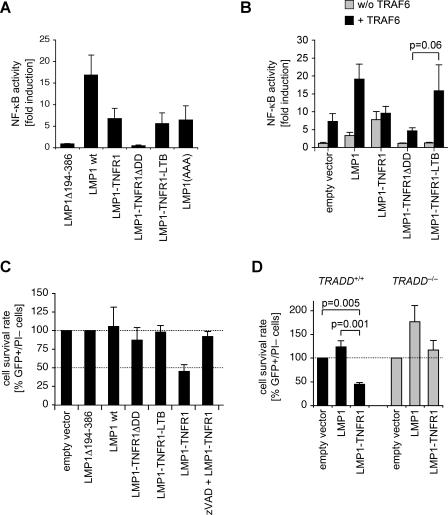 A
NF-κB activity
[fold induction]
25
20
15
10
5
0
LMP1Δ194-386
LMP1 wt
LMP1-TNFR1
LMP1-TNFR1ΔDD
LMP1-TNFR1-LTB
LMP1(AAA)
B
w/o TRAF6
+ TRAF6
p=0.06
NF-κB activity
[fold induction]
30
25
20
15
10
5
0
empty vector
LMP1
LMP1-TNFR1
LMP1-TNFR1ΔDD
LMP1-TNFR1-LTB
C
cell survival rate
[% GFP+/PI– cells]
150
125
100
75
50
25
0
empty vector
LMP1Δ194-386
LMP1 wt
LMP1-TNFR1ΔDD
LMP1-TNFR1-LTB
LMP1-TNFR1
zVAD + LMP1-TNFR1
D
TRADD+/+
TRADD–/–
p=0.005
p=0.001
cell survival rate
[% GFP+/PI– cells]
200
150
100
50
0
empty vector
LMP1
LMP1-TNFR1
empty vector
LMP1
LMP1-TNFR1